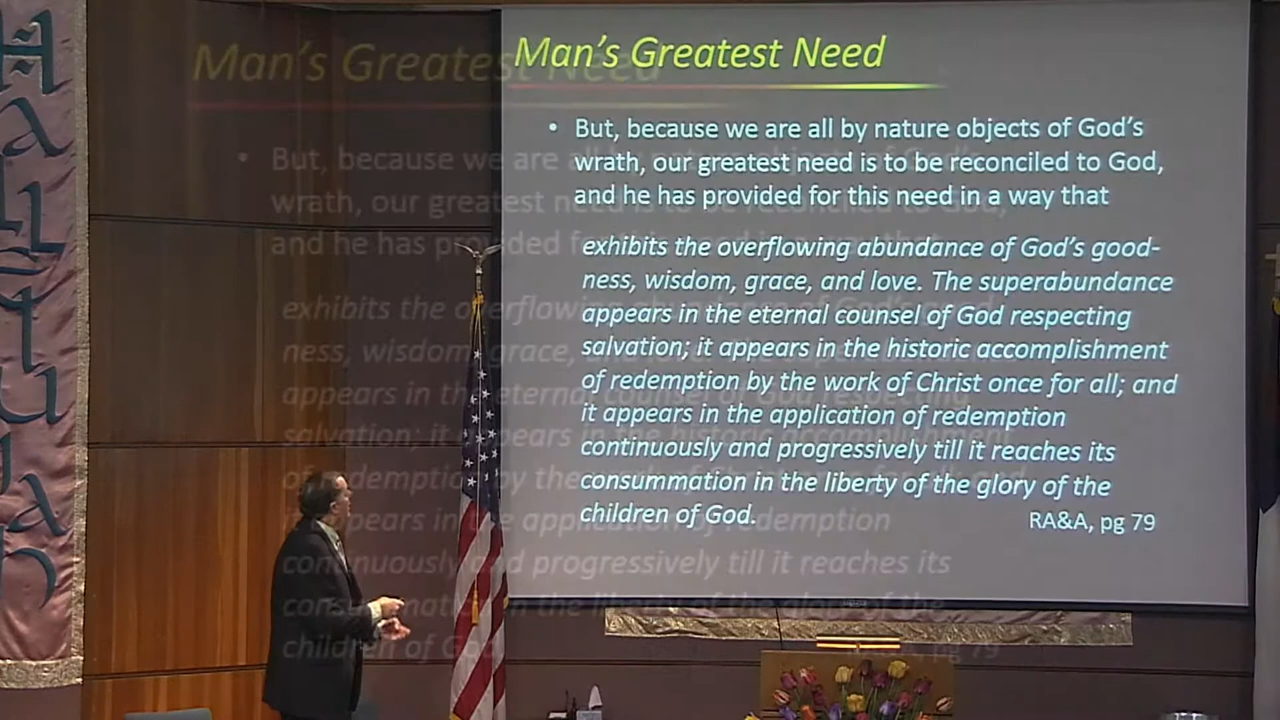 Hallelujah
Man's Greatest Need
• But, because we are all by nature objects of God's
wrath, our greatest need is to be reconciled to God,
and he has provided for this need in a way that
exhibits the overflowing abundance of God's good-
ness, wisdom, grace, and love. The superabundance
appears in the eternal counsel of God respecting
salvation; it appears in the historic accomplishment
of redemption by the work of Christ once for all; and
it appears in the application of redemption
continuously and progressively till it reaches its
consummation in the liberty of the glory of the
children of God.
RA&A, pg 79